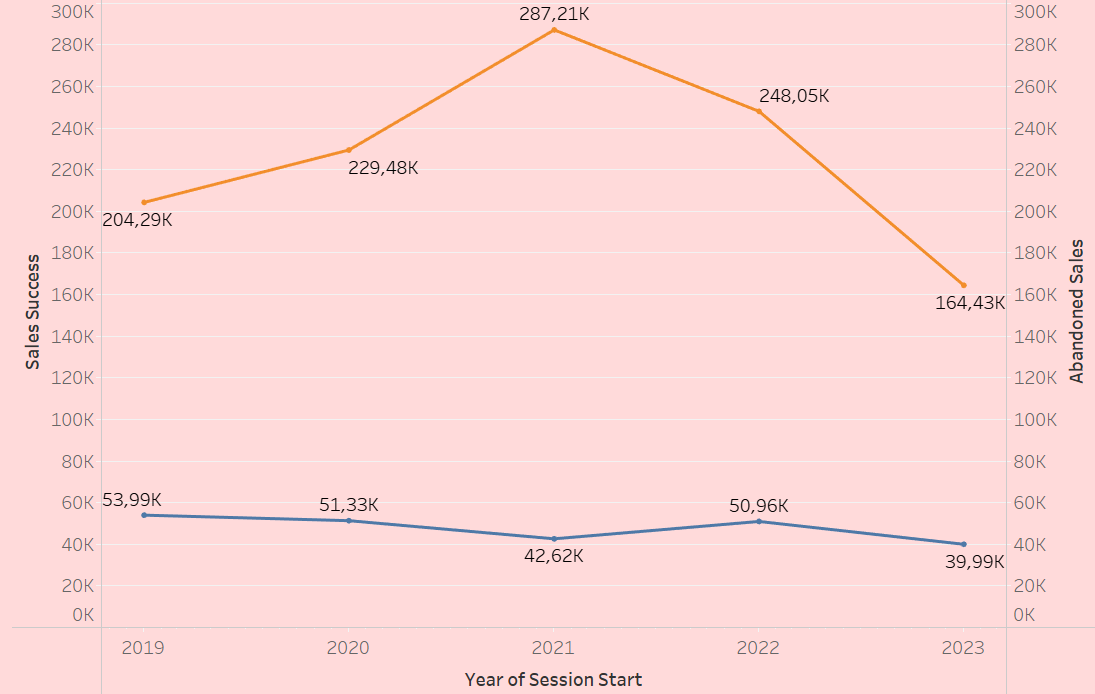 300K
280K
260K
240K
220K
200K
180K
160K
140K
120K
100K
80K
60K
40K
20K
0K
Sales Success
287,21K
248,05K
229,48K
204,29K
164,43K
53,99K
51,33K
50,96K
42,62K
39,99K
300K
280K
260K
240K
220K
200K
180K
160K
140K
120K
100K
80K
60K
40K
20K
0K
Abandoned Sales
2019 2020 2021 2022 2023
Year of Session Start